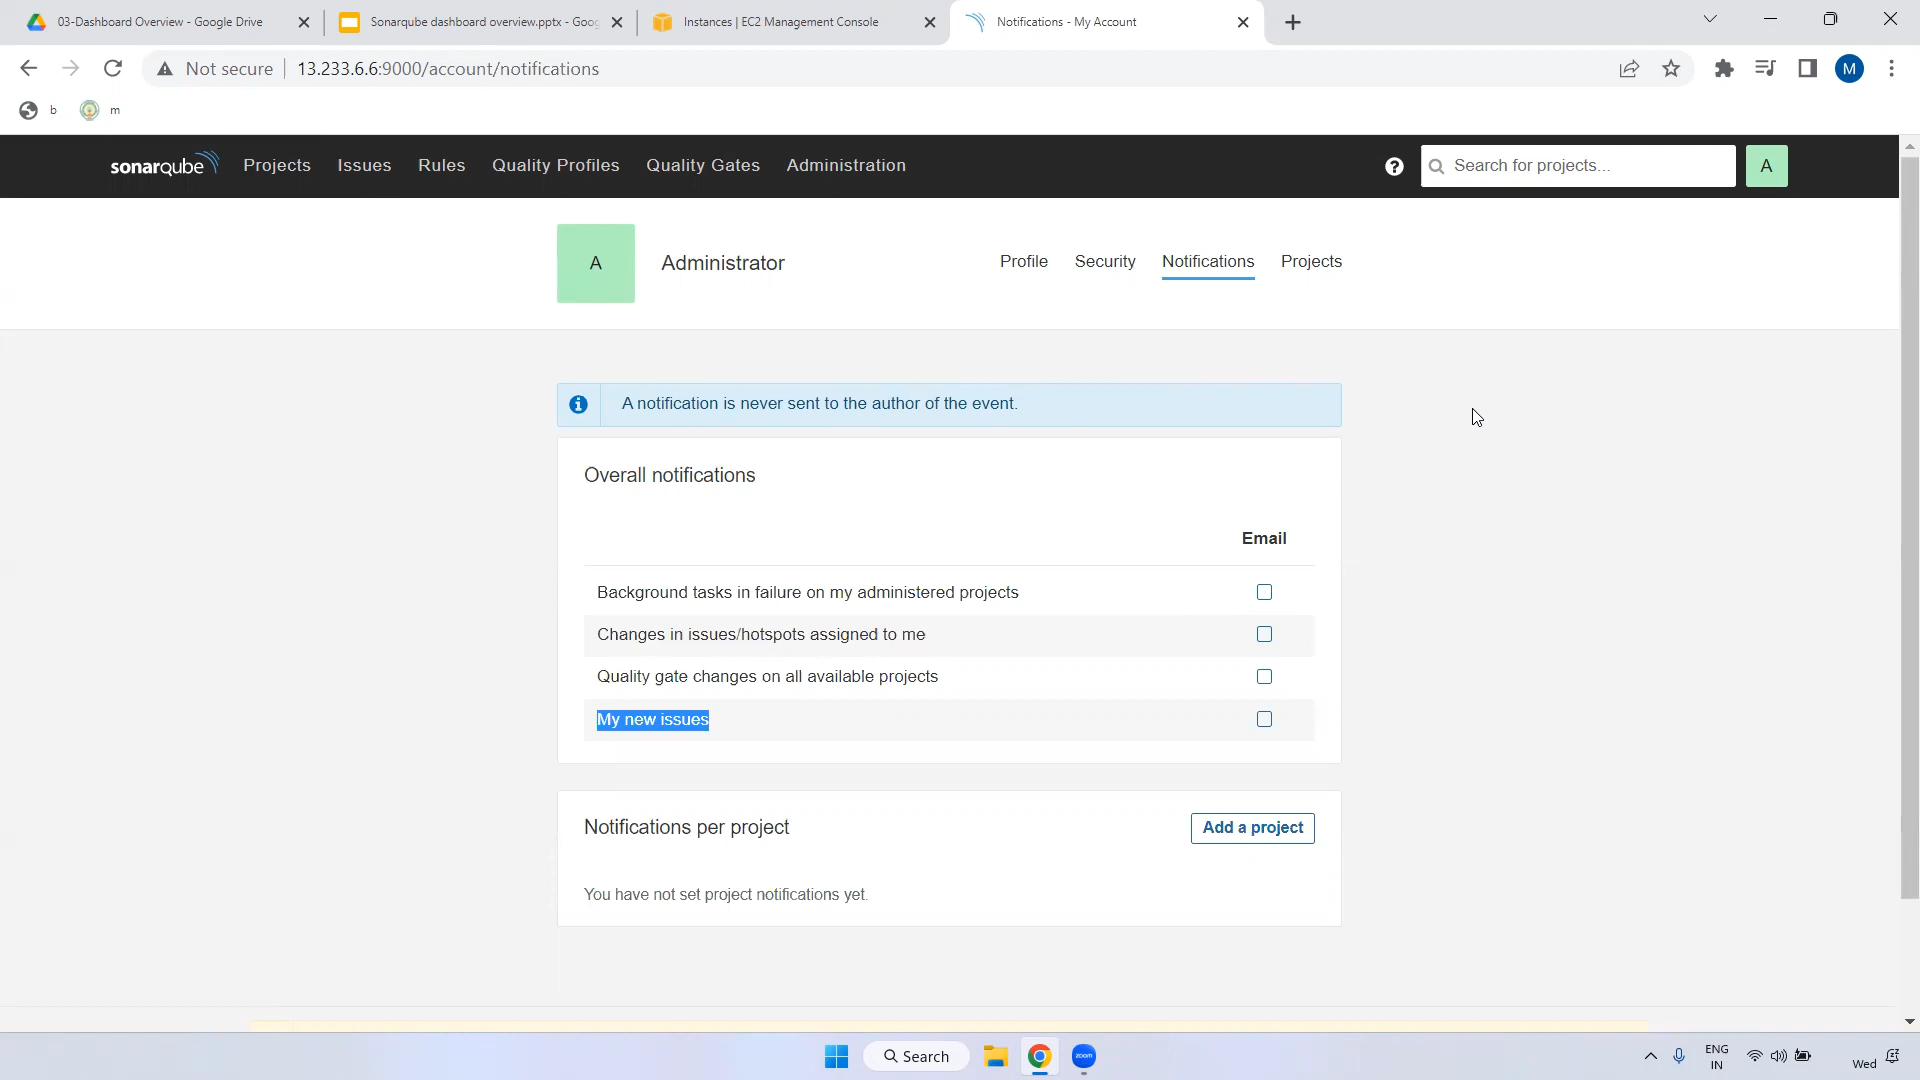 03-Dashboard Overview - Google Drive
Sonarqube dashboard overview.pptx - Goog
Instances | EC2 Management Console
Notifications - My Account
Not secure
13.233.6.6:9000/account/notifications
M
b
m
sonarqube
Projects
Issues
Rules
Quality Profiles
Quality Gates
Administration
?
Search for projects...
A
A
Administrator
Profile
Security
Notifications
Projects
A notification is never sent to the author of the event.
Overall notifications
Email
Background tasks in failure on my administered projects
Changes in issues/hotspots assigned to me
Quality gate changes on all available projects
My new issues
Notifications per project
Add a project
You have not set project notifications yet.
Search
zoom
ENG
IN
Wed